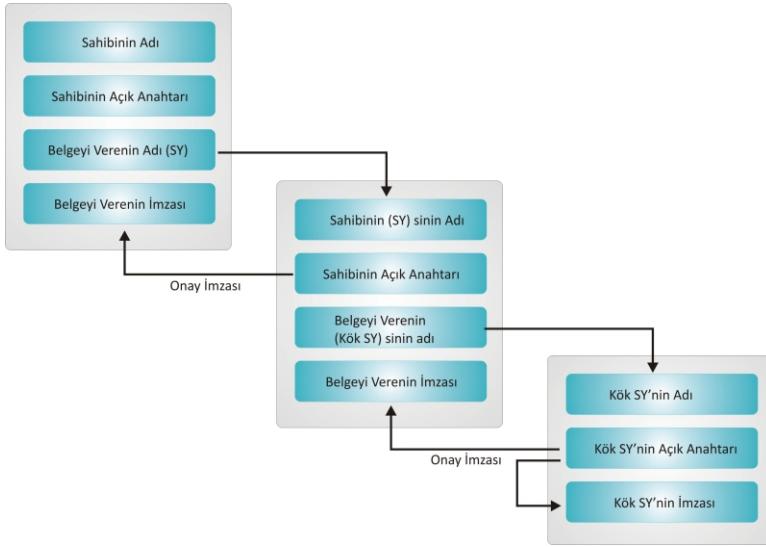 Sahibinin Adı
Sahibinin Açık Anahtarı
Belgeyi Verenin Adı (SY)
Belgeyi Verenin İmzası
Onay İmzası
Sahibinin (SY) sinin Adı
Sahibinin Açık Anahtarı
Belgeyi Verenin
(Kök SY) sinin adı
Belgeyi Verenin İmzası
Onay İmzası
Kök SY’nin Adı
Kök SY’nin Açık Anahtarı
Kök SY’nin İmzası